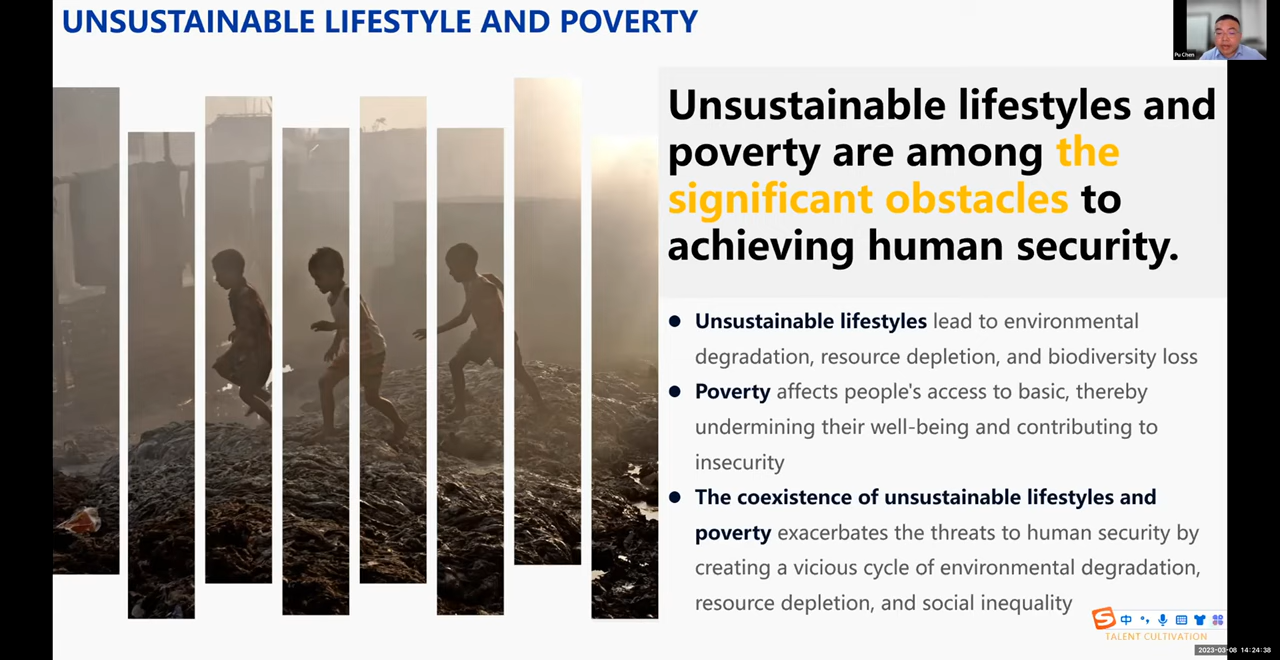 UNSUSTAINABLE LIFESTYLE AND POVERTY
Pu Chen
Unsustainable lifestyles and
poverty are among the
significant obstacles to
achieving human security.
● Unsustainable lifestyles lead to environmental
degradation, resource depletion, and biodiversity loss
● Poverty affects people's access to basic, thereby
undermining their well-being and contributing to
insecurity
● The coexistence of unsustainable lifestyles and
poverty exacerbates the threats to human security by
creating a vicious cycle of environmental degradation,
resource depletion, and social inequality
S 中
TALENT CULTIVATION
2023-03-08 14:24:38